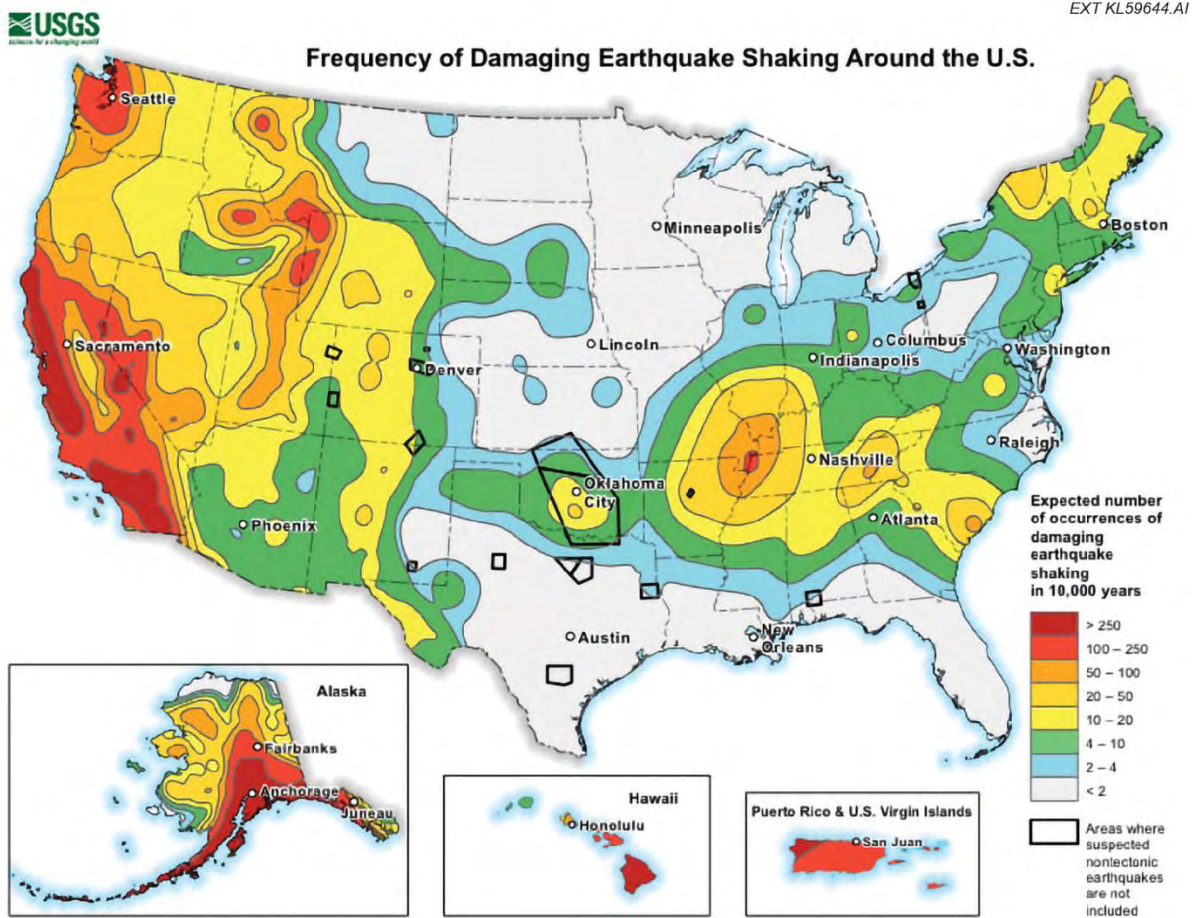 EXT KL59644.AI
USGS
science for a changing world
Frequency of Damaging Earthquake Shaking Around the U.S.
Seattle
Minneapolis
Boston
Sacramento
Lincoln
Columbus
Indianapolis
Washington
Denver
Raleigh
Nashville
Oklahoma
City
Phoenix
Atlanta
Austin
New
Orleans
Expected number
of occurrences of
damaging
earthquake
shaking
in 10,000 years
> 250
100 – 250
50 – 100
20 – 50
10 – 20
4 – 10
2 – 4
< 2
Areas where
suspected
nontectonic
earthquakes
are not
included
Alaska
Fairbanks
Anchorage
Juneau
Hawaii
Honolulu
Puerto Rico & U.S. Virgin Islands
San Juan